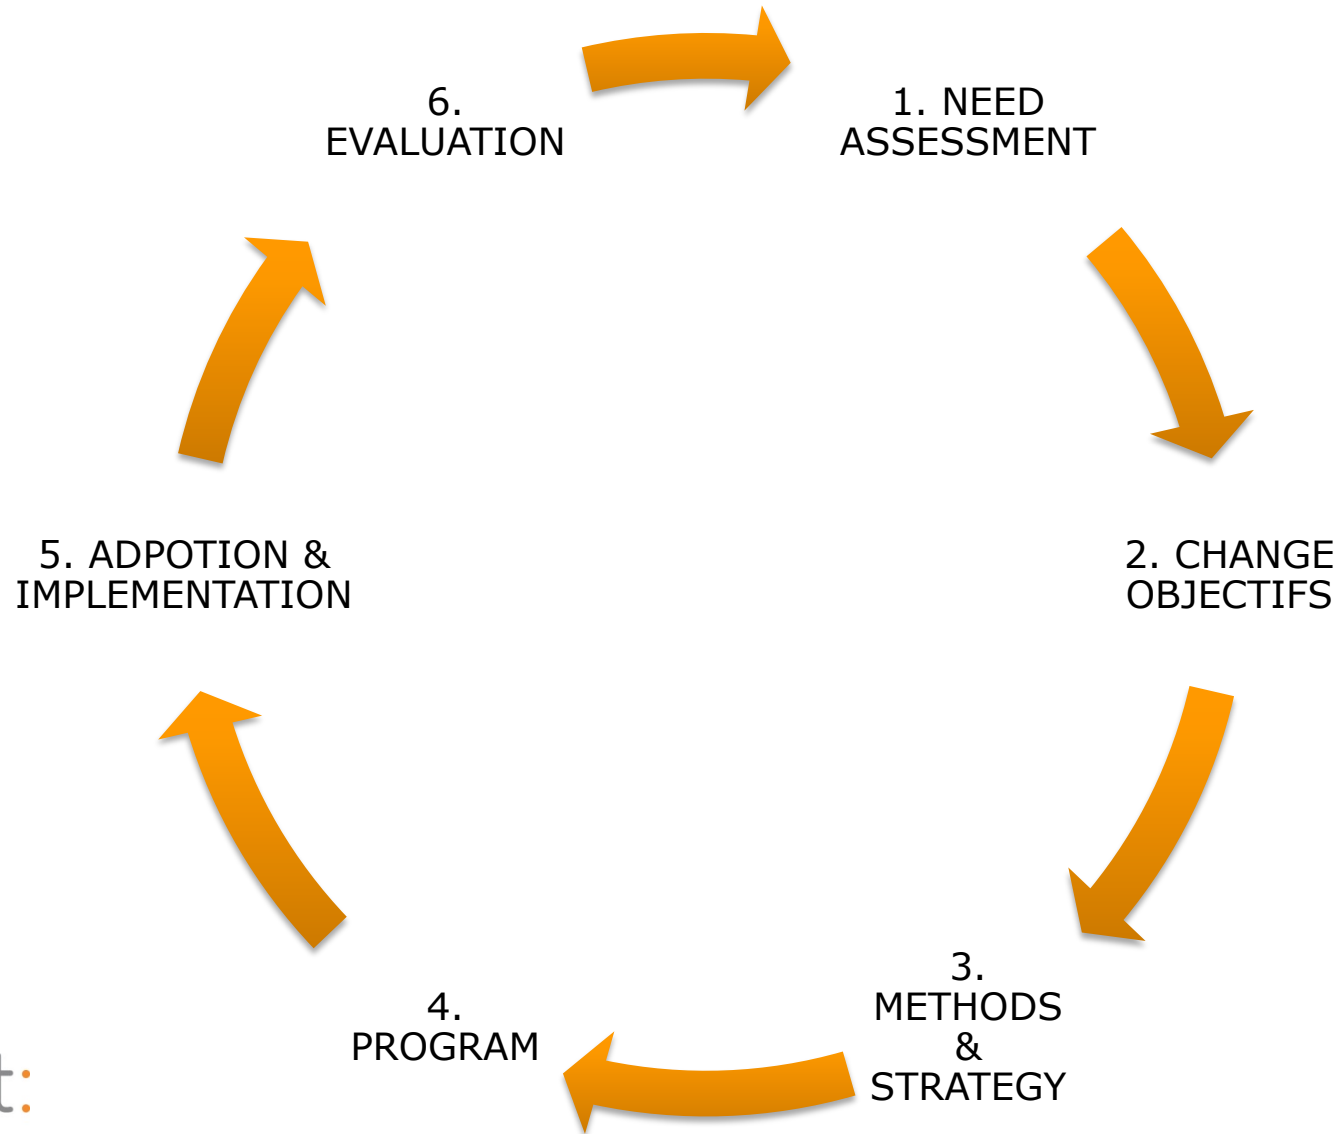 6.
EVALUATION
1. NEED
ASSESSMENT
5. ADPOTION &
IMPLEMENTATION
2. CHANGE
OBJECTIFS
4.
PROGRAM
3.
METHODS
&
STRATEGY
t: